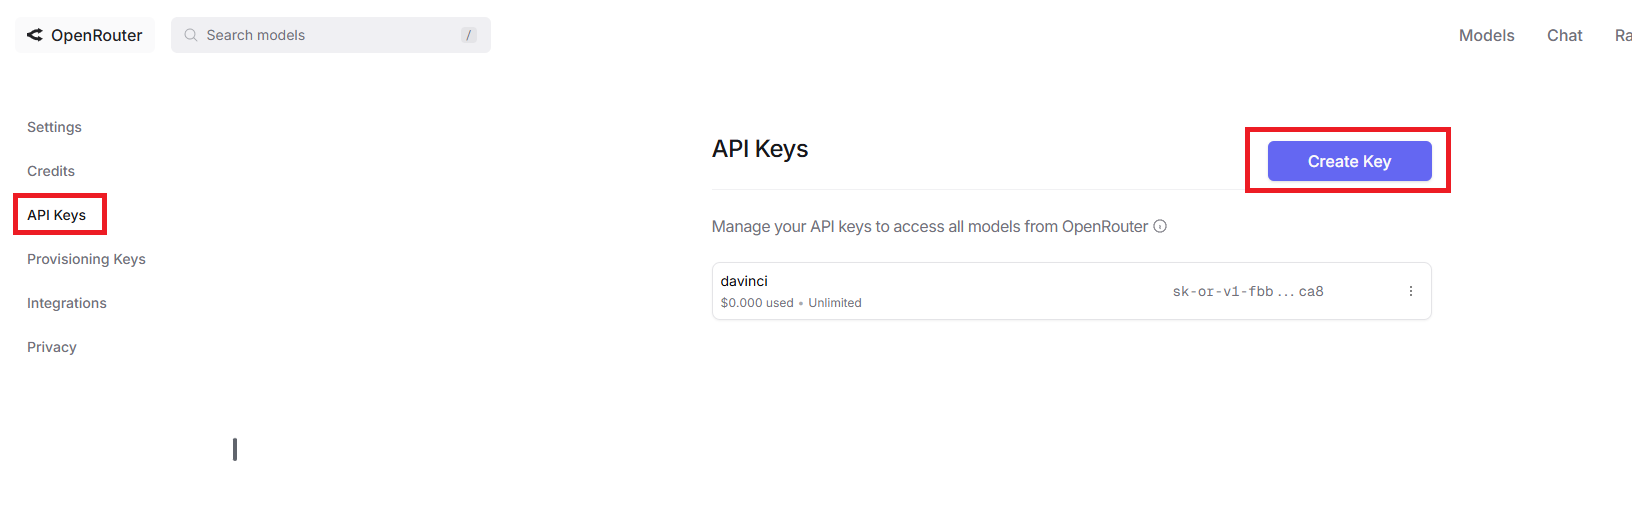 OpenRouter
Search models
/
Models
Chat
Ra
Settings
Credits
API Keys
Provisioning Keys
Integrations
Privacy
API Keys
Create Key
Manage your API keys to access all models from OpenRouter
davinci
$0.000 used • Unlimited
sk-or-v1-fbb...ca8